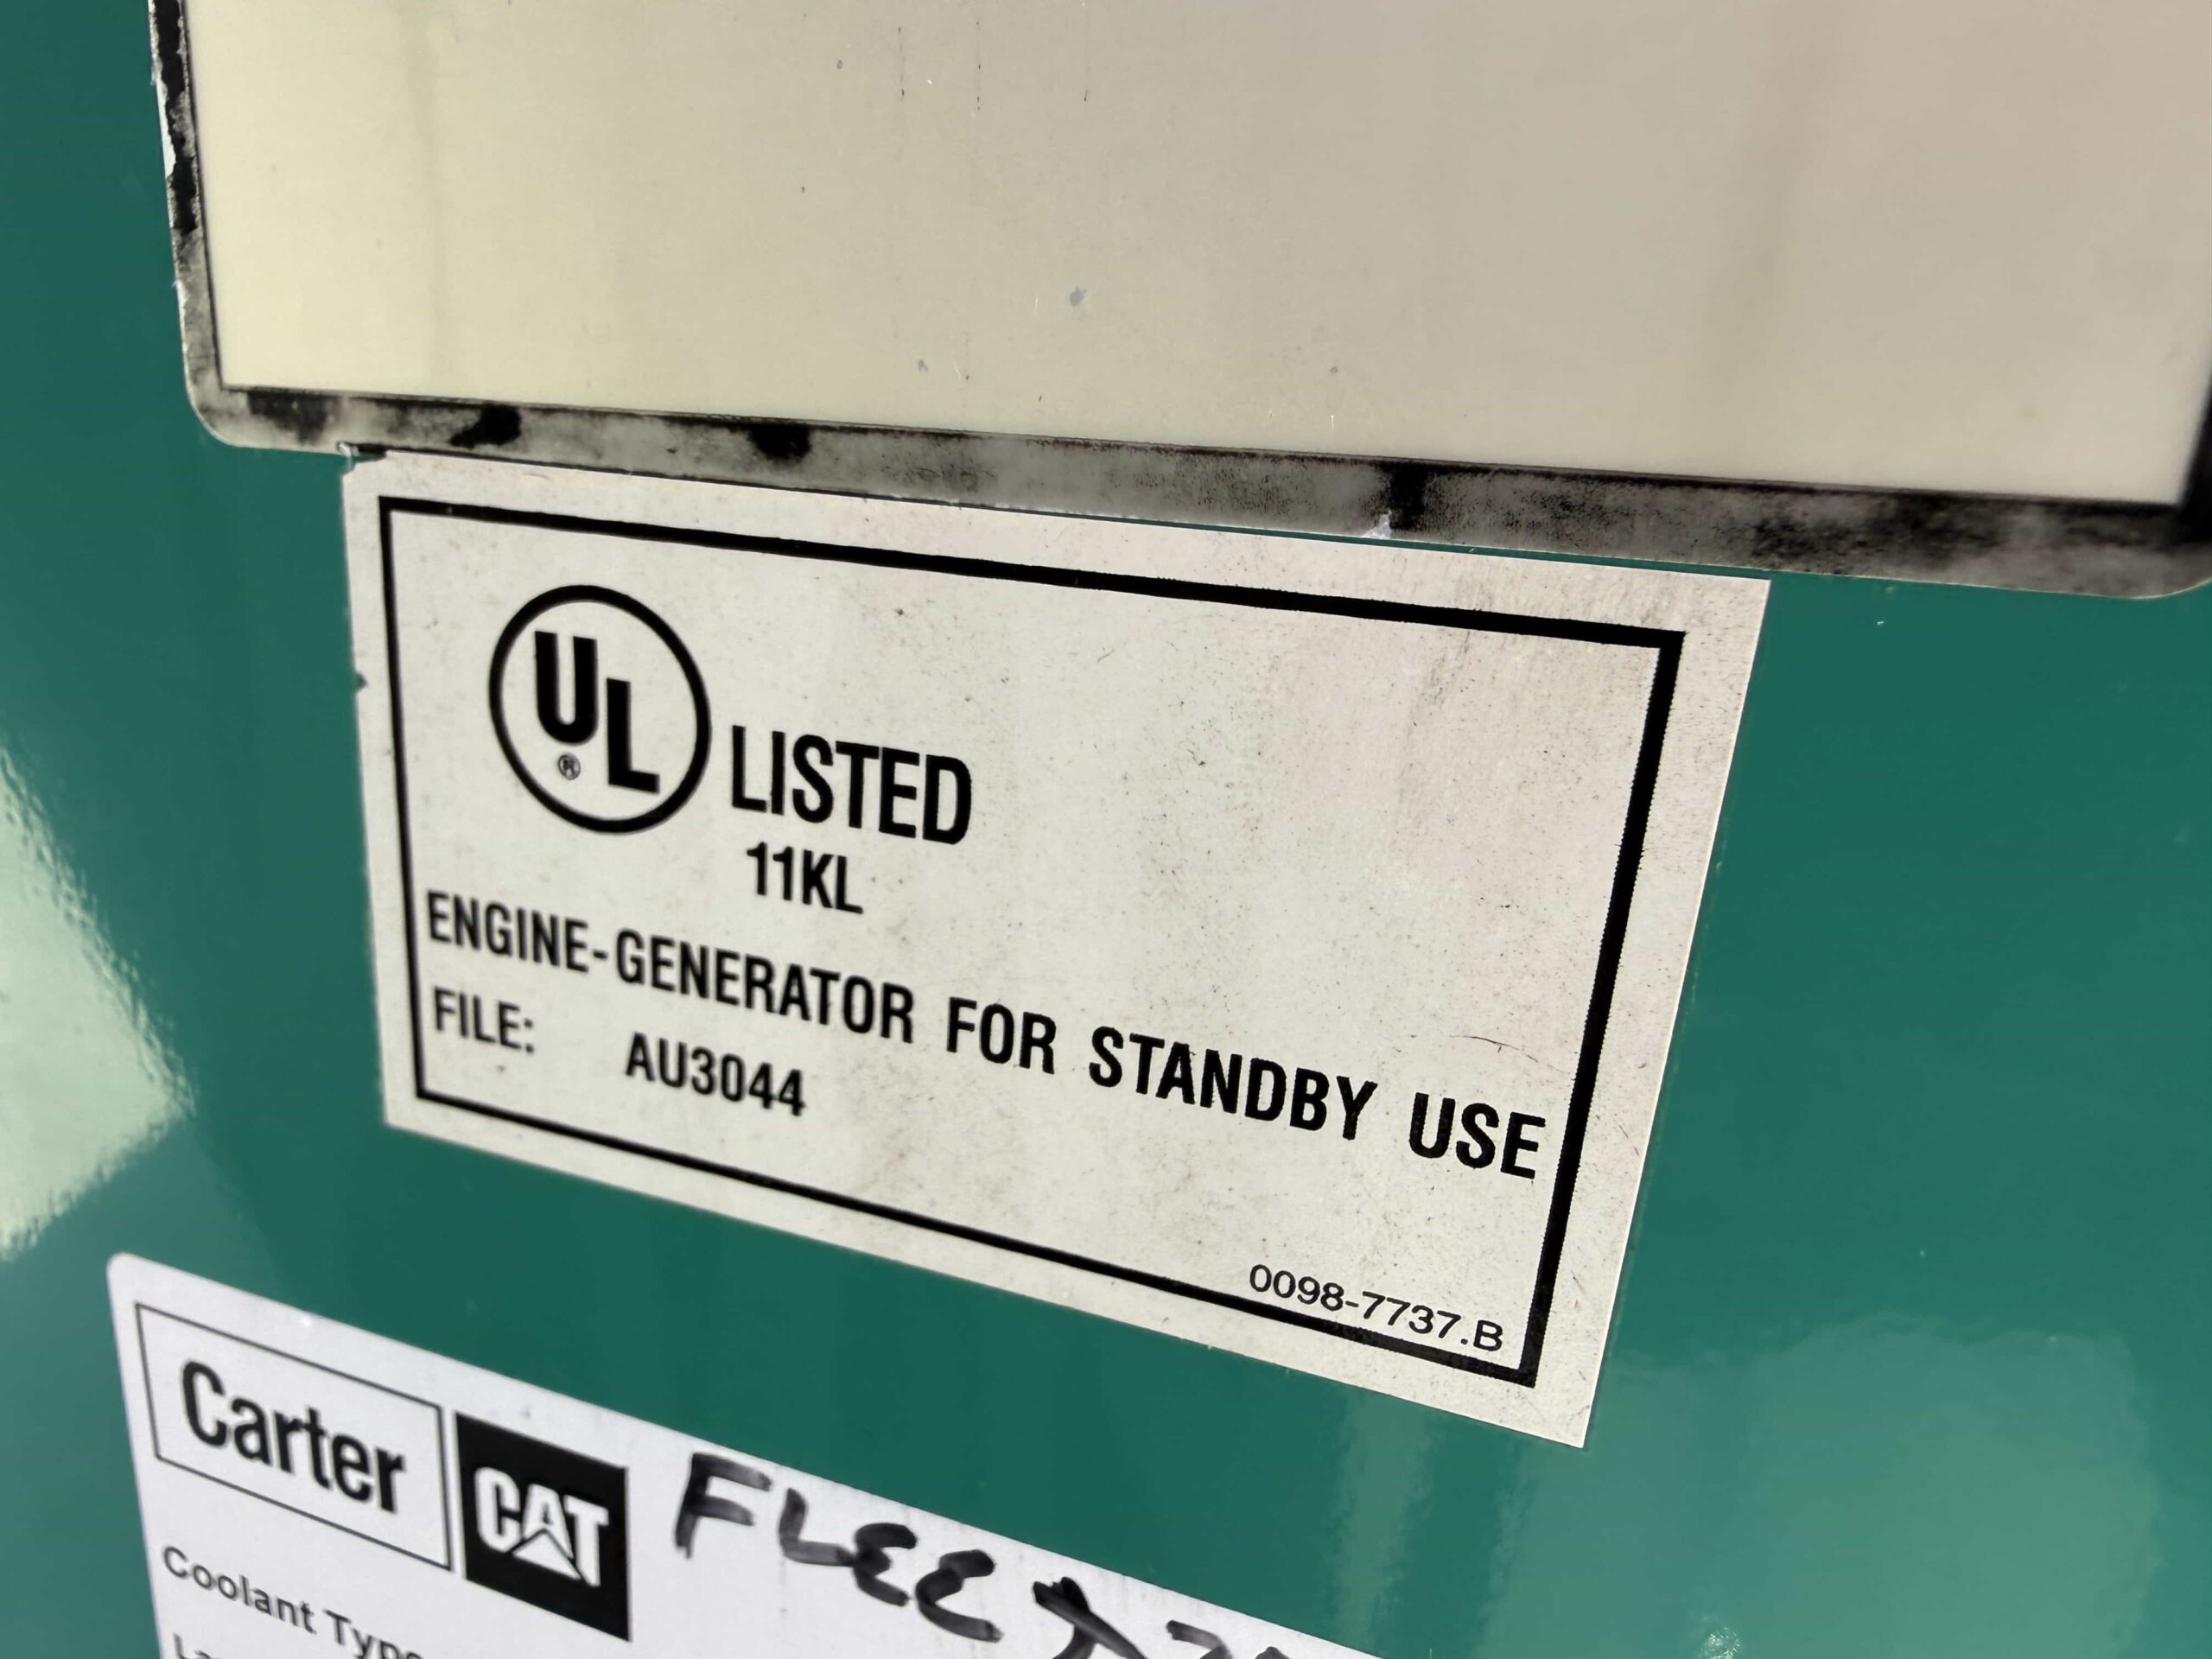 UL
®
LISTED
11KL
ENGINE-GENERATOR FOR STANDBY USE
FILE: AU3044
0098-7737.B
Carter CAT
Coolant Type